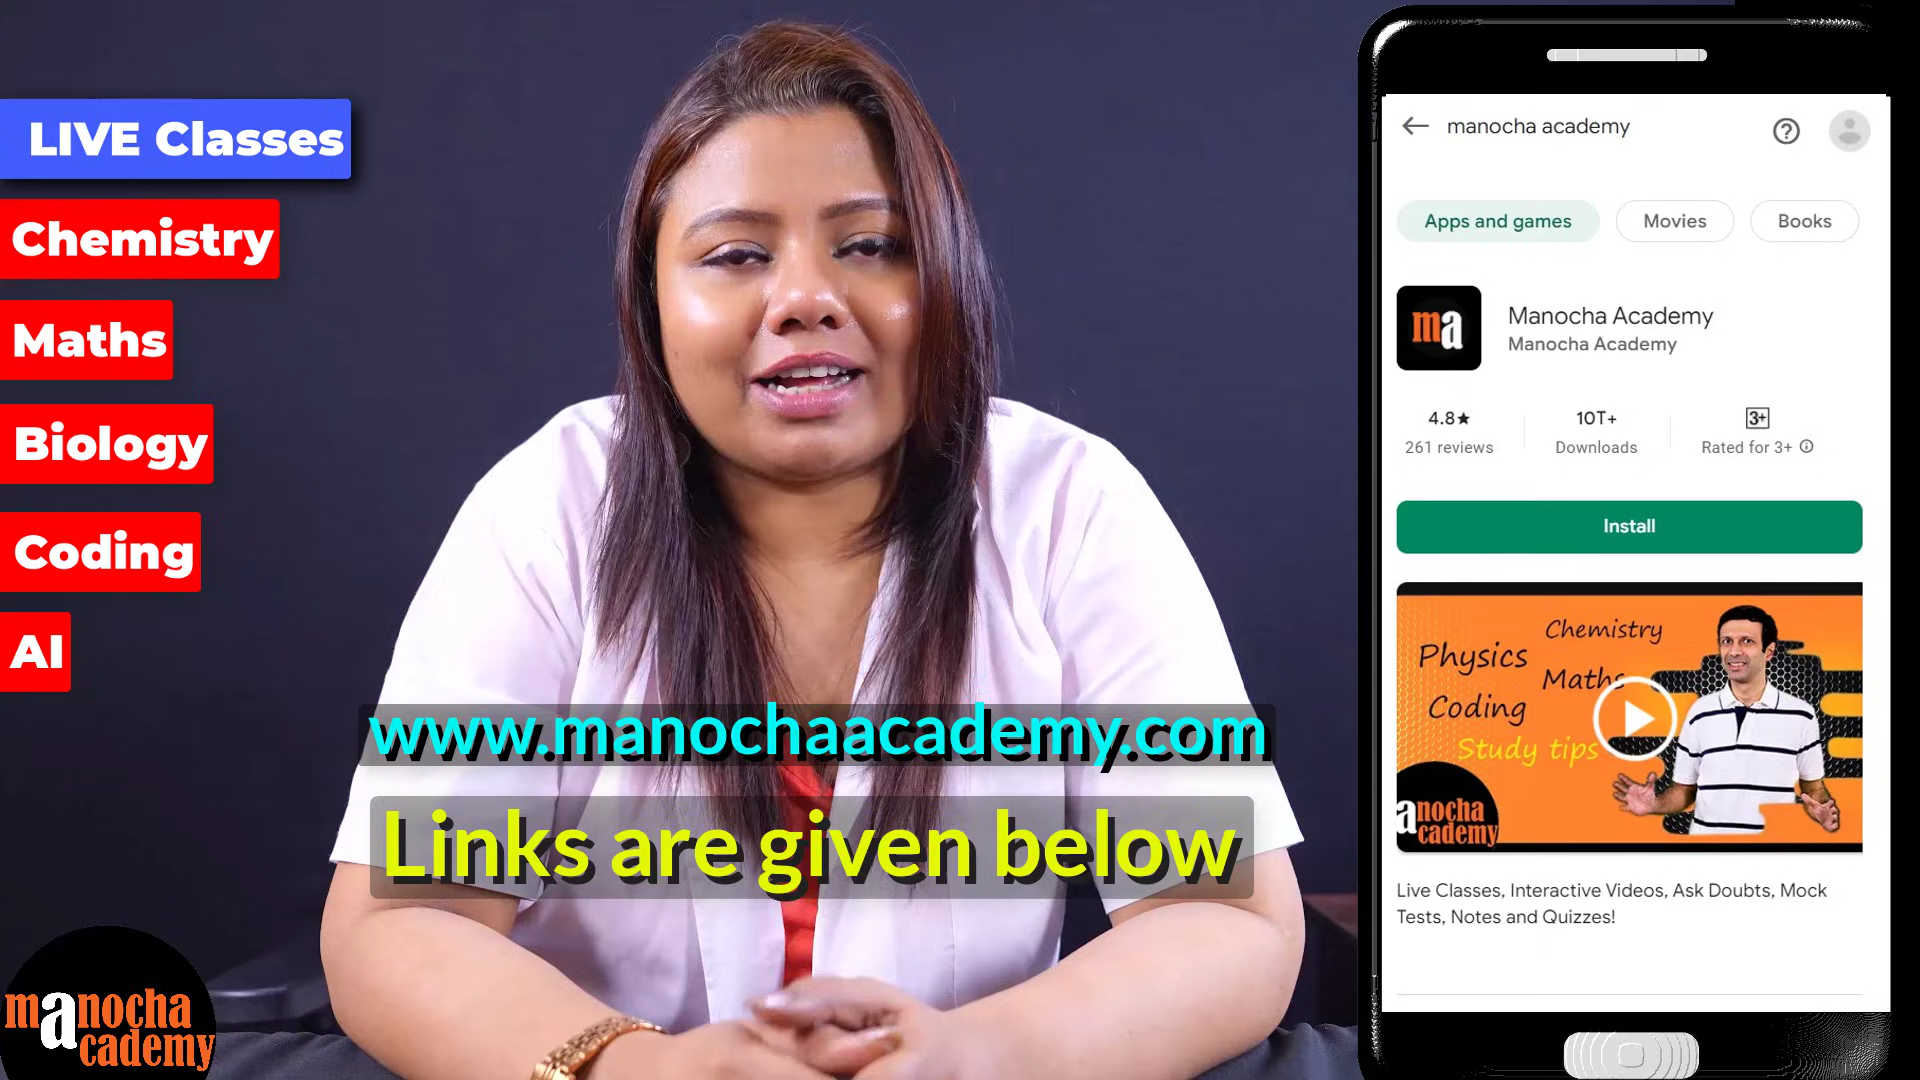 LIVE Classes
Chemistry
Maths
Biology
Coding
AI
www.manochaacademy.com
Links are given below
manocha
academy
manocha academy
Apps and games
Movies
Books
ma
Manocha Academy
Manocha Academy
4.8★
261 reviews
10T+
Downloads
3+
Rated for 3+
Install
Chemistry
Physics
Maths
Coding
Study tips
manocha
academy
Live Classes, Interactive Videos, Ask Doubts, Mock
Tests, Notes and Quizzes!